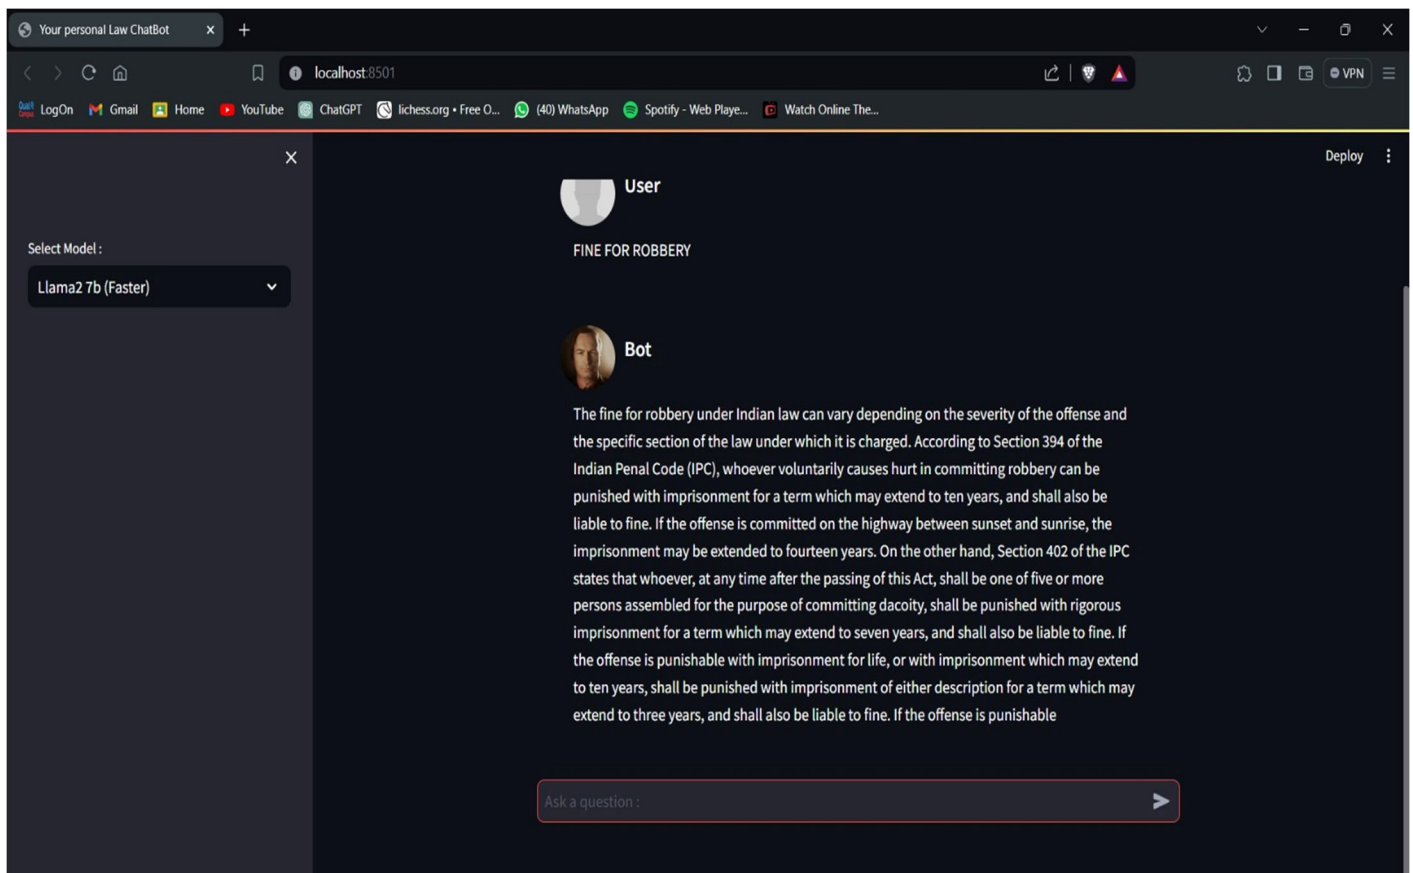 Your personal Law ChatBot
localhost:8501
VPN
LogOn Gmail Home YouTube ChatGPT lichess.org • Free O... (40) WhatsApp Spotify - Web Playe... Watch Online The...
Deploy
User
Select Model :
FINE FOR ROBBERY
Llama2 7b (Faster)
Bot
The fine for robbery under Indian law can vary depending on the severity of the offense and
the specific section of the law under which it is charged. According to Section 394 of the
Indian Penal Code (IPC), whoever voluntarily causes hurt in committing robbery can be
punished with imprisonment for a term which may extend to ten years, and shall also be
liable to fine. If the offense is committed on the highway between sunset and sunrise, the
imprisonment may be extended to fourteen years. On the other hand, Section 402 of the IPC
states that whoever, at any time after the passing of this Act, shall be one of five or more
persons assembled for the purpose of committing dacoity, shall be punished with rigorous
imprisonment for a term which may extend to seven years, and shall also be liable to fine. If
the offense is punishable with imprisonment for life, or with imprisonment which may extend
to ten years, shall be punished with imprisonment of either description for a term which may
extend to three years, and shall also be liable to fine. If the offense is punishable
Ask a question :